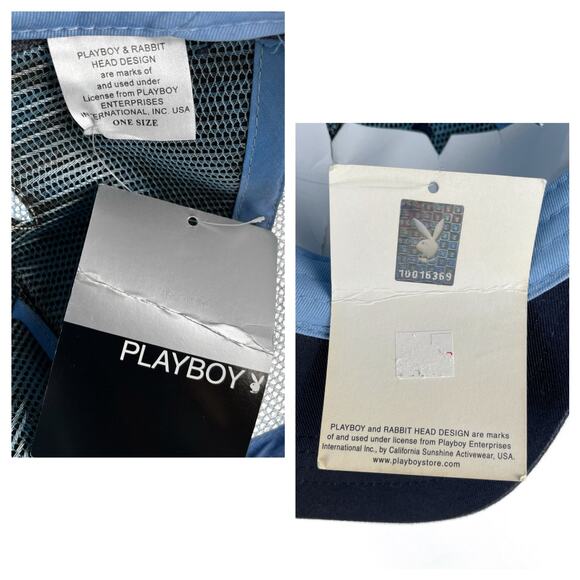 PLAYBOY & RABBIT
HEAD DESIGN
are marks of
and used under
License from PLAYBOY
ENTERPRISES
INTERNATIONAL, INC. USA
ONE SIZE
PLAYBOY
10016369
PLAYBOY and RABBIT HEAD DESIGN are marks
of and used under license from Playboy Enterprises
International Inc., by California Sunshine Activewear, USA.
www.playboystore.com